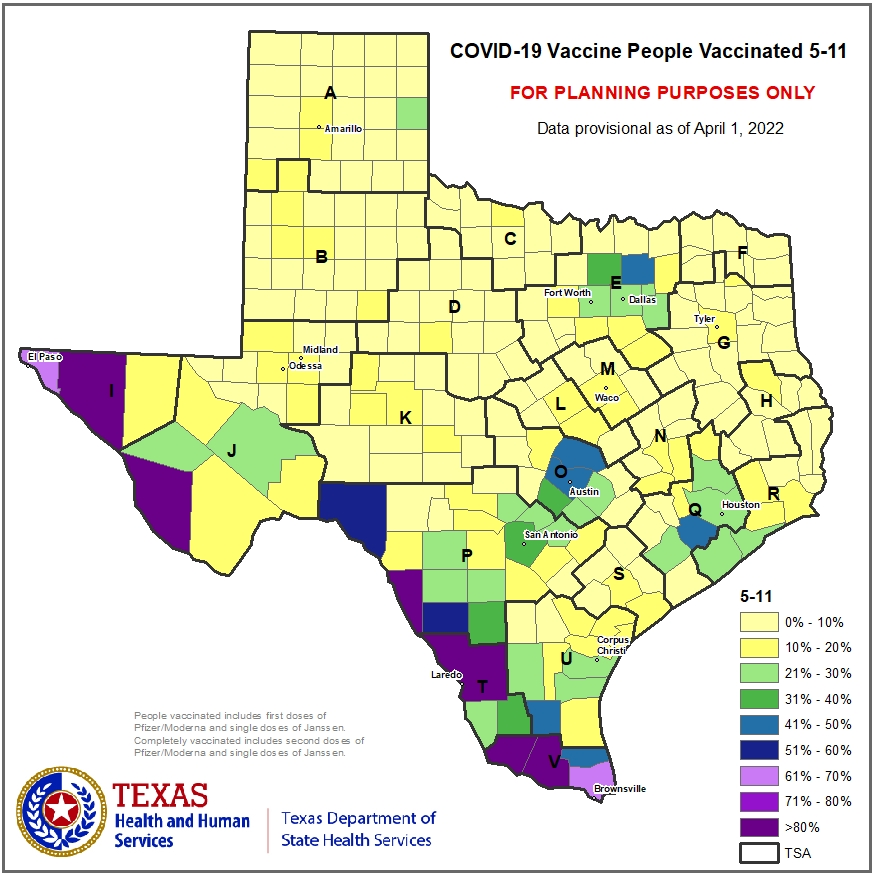 COVID-19 Vaccine People Vaccinated 5-11
FOR PLANNING PURPOSES ONLY
Data provisional as of April 1, 2022
A
Amarillo
B
C
D
E
Fort Worth
Dallas
F
Tyler
G
H
Midland
Odessa
El Paso
I
J
K
L
M
Waco
N
O
Austin
P
San Antonio
Q
Houston
R
S
Corpus
Christi
U
Laredo
T
V
Brownsville
5-11
0% - 10%
10% - 20%
21% - 30%
31% - 40%
41% - 50%
51% - 60%
61% - 70%
71% - 80%
>80%
TSA
People vaccinated includes first doses of
Pfizer/Moderna and single doses of Janssen.
Completely vaccinated includes second doses of
Pfizer/Moderna and single doses of Janssen.
TEXAS
Health and Human
Services
Texas Department of
State Health Services